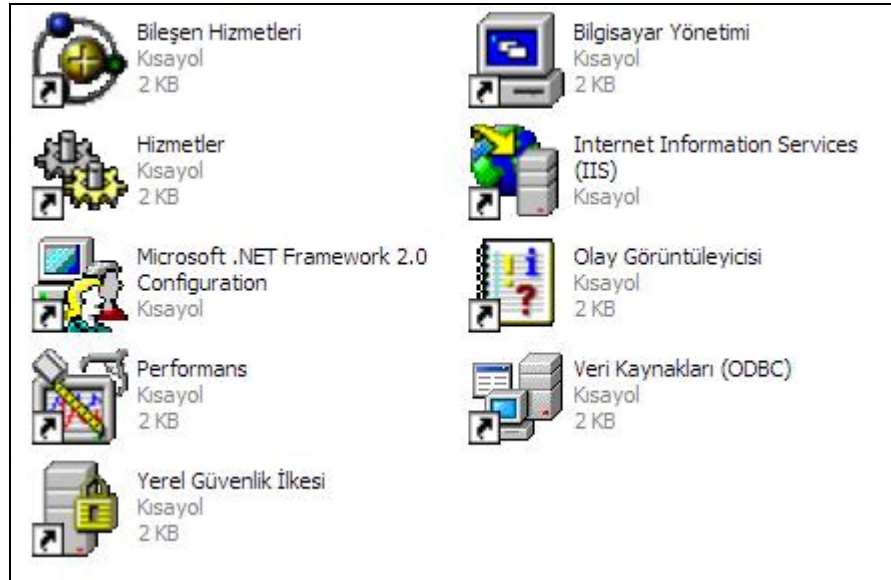 Bileşen Hizmetleri
Kısayol
2 KB
Bilgisayar Yönetimi
Kısayol
2 KB
Hizmetler
Kısayol
2 KB
Internet Information Services
(IIS)
Kısayol
Microsoft .NET Framework 2.0
Configuration
Kısayol
Olay Görüntüleyicisi
Kısayol
2 KB
Performans
Kısayol
2 KB
Veri Kaynakları (ODBC)
Kısayol
2 KB
Yerel Güvenlik İlkesi
Kısayol
2 KB